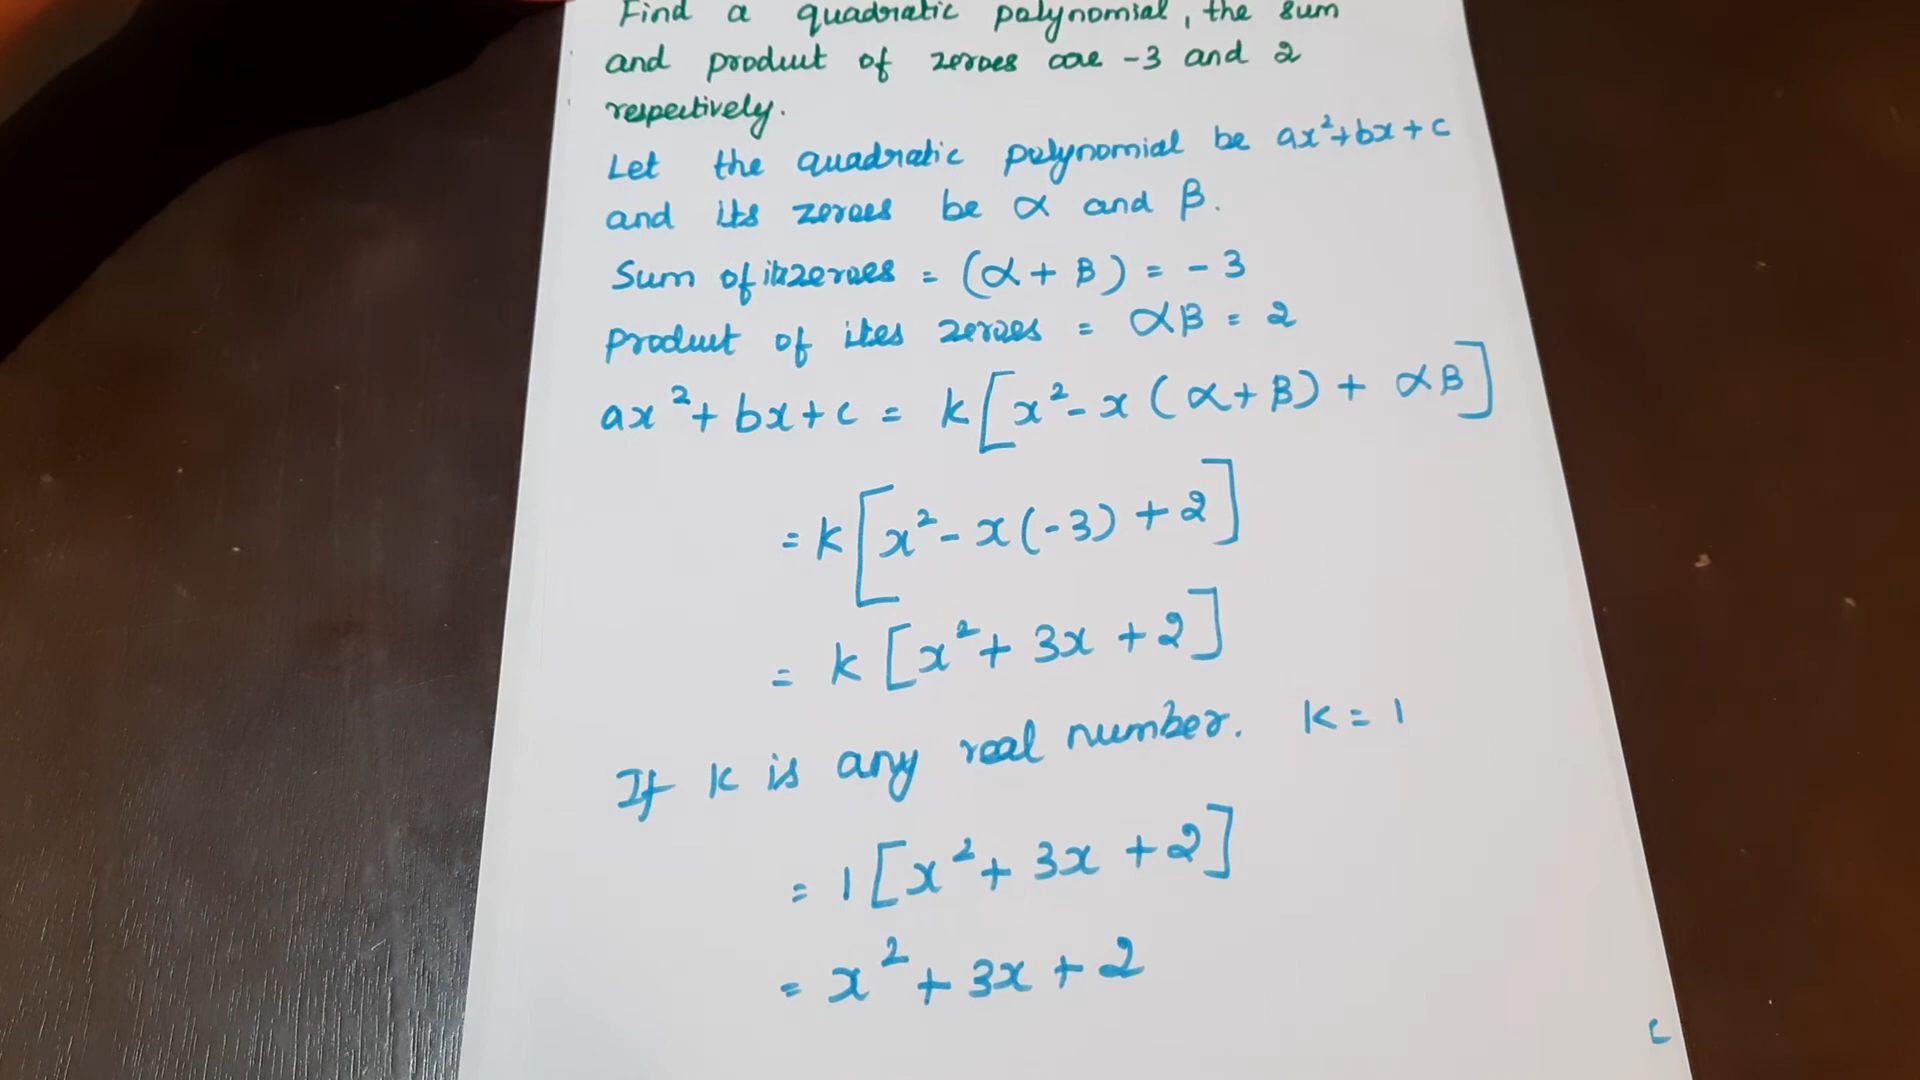 Find a quadratic polynomial, the sum
and product of zeroes are -3 and 2
respectively.
Let the quadratic polynomial be ax²+bx+c
and its zeroes be α and β.
Sum of its zeroes = (α + β) = - 3
product of ites zeroes = αβ = 2
ax² + bx + c = k[x² - x (α + β) + αβ]
= k[x² - x(-3) + 2]
= k [x² + 3x + 2]
If k is any real number. k = 1
= 1 [x² + 3x + 2]
= x² + 3x + 2